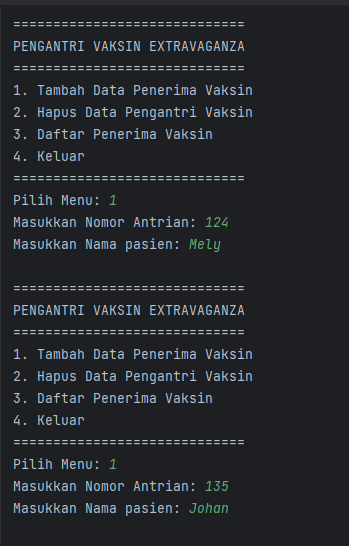 =============================
PENGANTRI VAKSIN EXTRAVAGANZA
=============================
1. Tambah Data Penerima Vaksin
2. Hapus Data Pengantri Vaksin
3. Daftar Penerima Vaksin
4. Keluar
=============================
Pilih Menu: 1
Masukkan Nomor Antrian: 124
Masukkan Nama pasien: Mely

=============================
PENGANTRI VAKSIN EXTRAVAGANZA
=============================
1. Tambah Data Penerima Vaksin
2. Hapus Data Pengantri Vaksin
3. Daftar Penerima Vaksin
4. Keluar
=============================
Pilih Menu: 1
Masukkan Nomor Antrian: 135
Masukkan Nama pasien: Johan